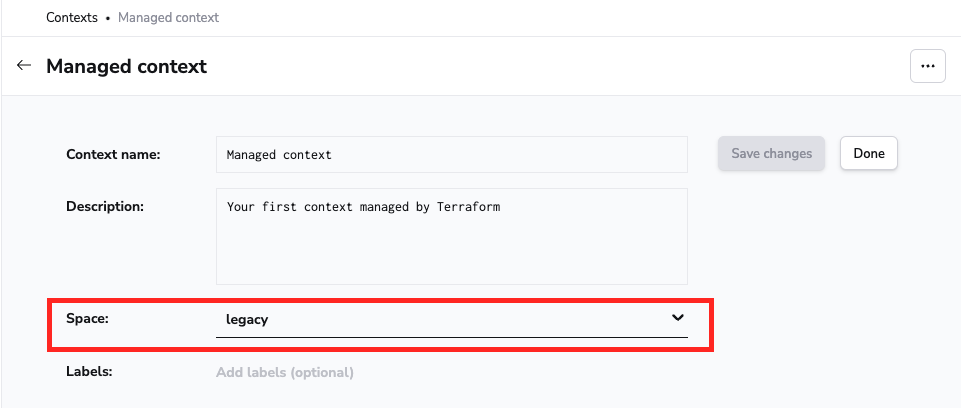 Contexts • Managed context
← Managed context
...
Context name: Managed context Save changes Done
Description: Your first context managed by Terraform
Space: legacy
Labels: Add labels (optional)